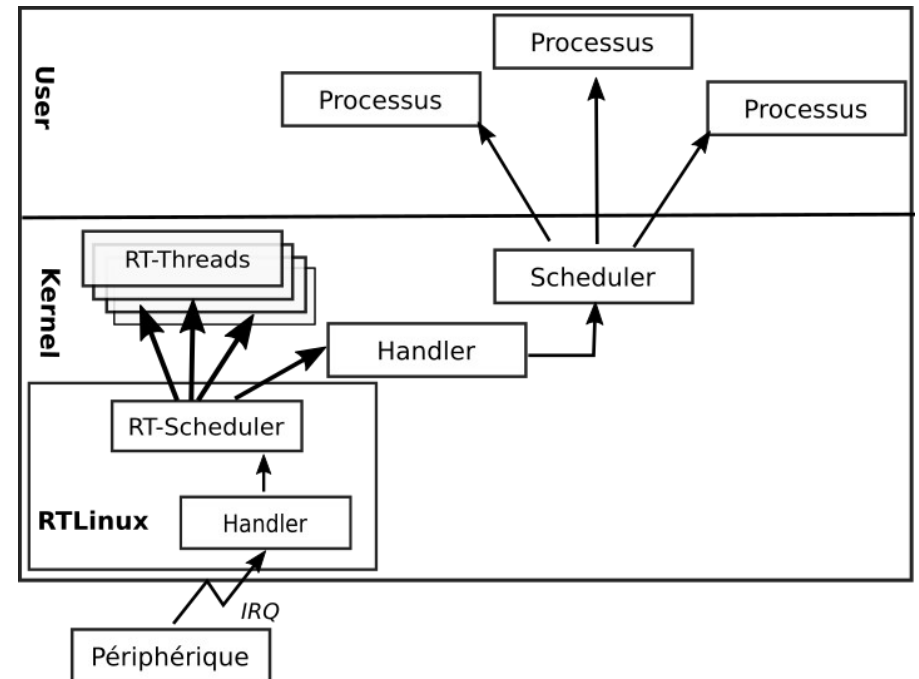 Processus
Processus
Processus
User
RT-Threads
Kernel
Scheduler
Handler
RT-Scheduler
RTLinux
Handler
IRQ
Périphérique